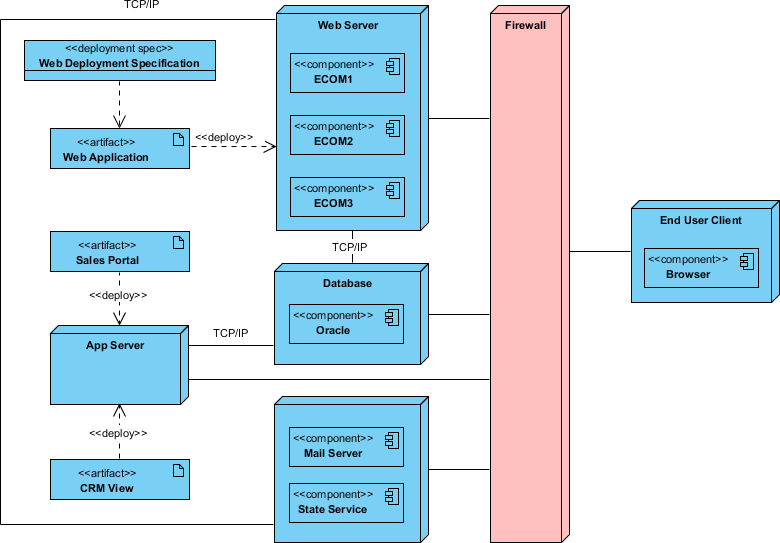 TCP/IP
Web Server
Firewall
<<deployment spec>>
Web Deployment Specification
<<component>>
ECOM1
<<artifact>>
Web Application
<<deploy>>
<<component>>
ECOM2
<<component>>
ECOM3
<<artifact>>
Sales Portal
TCP/IP
End User Client
<<component>>
Browser
<<deploy>>
Database
<<component>>
Oracle
App Server
TCP/IP
<<deploy>>
<<component>>
Mail Server
<<artifact>>
CRM View
<<component>>
State Service